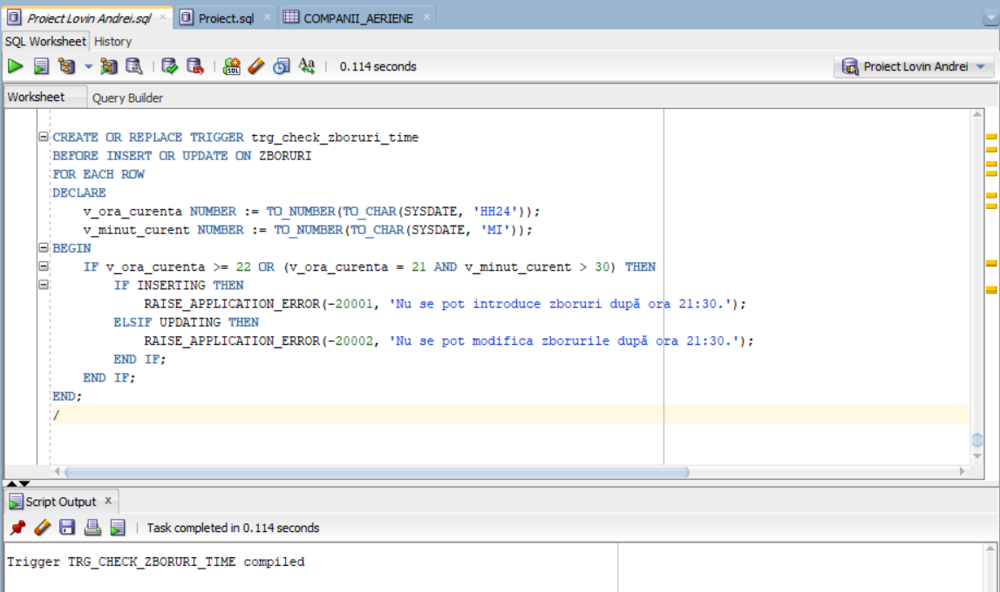 Proiect Lovin Andrei.sql × Proiect.sql × COMPANII_AERIENE ×
SQL Worksheet History
0.114 seconds
Proiect Lovin Andrei
Worksheet Query Builder
CREATE OR REPLACE TRIGGER trg_check_zboruri_time
BEFORE INSERT OR UPDATE ON ZBORURI
FOR EACH ROW
DECLARE
v_ora_curenta NUMBER := TO_NUMBER(TO_CHAR(SYSDATE, 'HH24'));
v_minut_curent NUMBER := TO_NUMBER(TO_CHAR(SYSDATE, 'MI'));
BEGIN
IF v_ora_curenta >= 22 OR (v_ora_curenta = 21 AND v_minut_curent > 30) THEN
IF INSERTING THEN
RAISE_APPLICATION_ERROR(-20001, 'Nu se pot introduce zboruri după ora 21:30.');
ELSIF UPDATING THEN
RAISE_APPLICATION_ERROR(-20002, 'Nu se pot modifica zborurile după ora 21:30.');
END IF;
END IF;
END;
/
Script Output x
Task completed in 0.114 seconds
Trigger TRG_CHECK_ZBORURI_TIME compiled